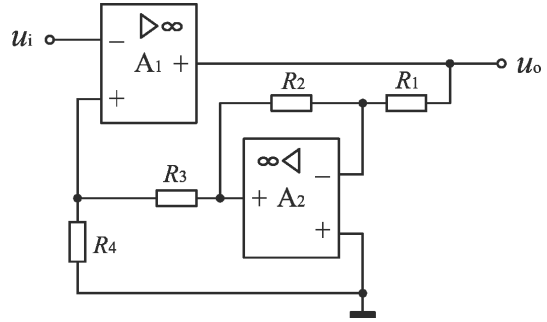 u_i
− ▷ ∞
A₁ +
+
u_o
R₂
R₁
∞ ◁
R₃
+ A₂ −
+
R₄